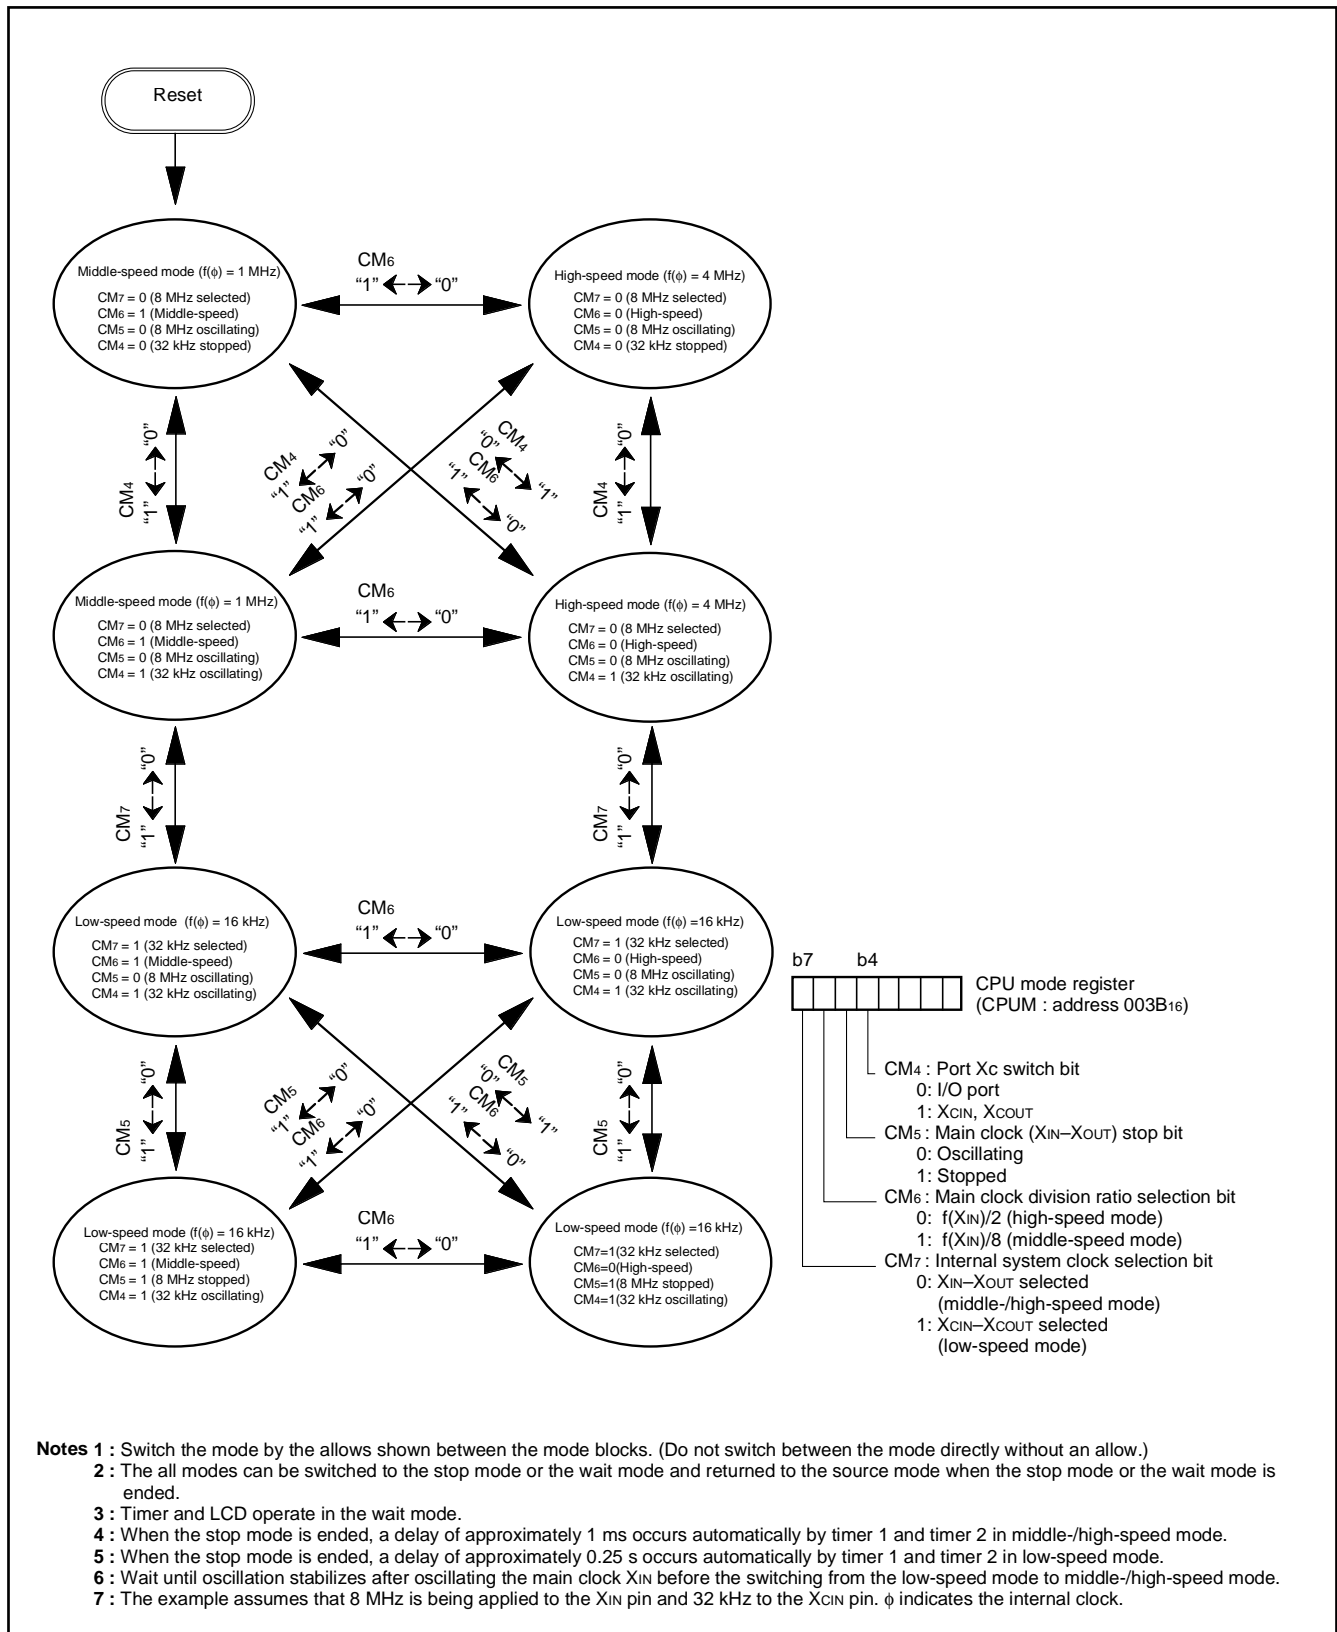 Reset
Middle-speed mode (f(ϕ) = 1 MHz)
CM7 = 0 (8 MHz selected)
CM6 = 1 (Middle-speed)
CM5 = 0 (8 MHz oscillating)
CM4 = 0 (32 kHz stopped)
CM6
“1” “0”
High-speed mode (f(ϕ) = 4 MHz)
CM7 = 0 (8 MHz selected)
CM6 = 0 (High-speed)
CM5 = 0 (8 MHz oscillating)
CM4 = 0 (32 kHz stopped)
CM4
“1” “0”
CM4
“1” “0”
CM6
“1” “0”
CM4
“0” “1”
CM6
“1” “0”
CM4
“1” “0”
Middle-speed mode (f(ϕ) = 1 MHz)
CM7 = 0 (8 MHz selected)
CM6 = 1 (Middle-speed)
CM5 = 0 (8 MHz oscillating)
CM4 = 1 (32 kHz oscillating)
CM6
“1” “0”
High-speed mode (f(ϕ) = 4 MHz)
CM7 = 0 (8 MHz selected)
CM6 = 0 (High-speed)
CM5 = 0 (8 MHz oscillating)
CM4 = 1 (32 kHz oscillating)
CM7
“1” “0”
CM7
“1” “0”
Low-speed mode (f(ϕ) = 16 kHz)
CM7 = 1 (32 kHz selected)
CM6 = 1 (Middle-speed)
CM5 = 0 (8 MHz oscillating)
CM4 = 1 (32 kHz oscillating)
CM6
“1” “0”
Low-speed mode (f(ϕ) =16 kHz)
CM7 = 1 (32 kHz selected)
CM6 = 0 (High-speed)
CM5 = 0 (8 MHz oscillating)
CM4 = 1 (32 kHz oscillating)
CM5
“1” “0”
CM5
“1” “0”
CM6
“1” “0”
CM5
“0” “1”
CM6
“1” “0”
CM5
“1” “0”
Low-speed mode (f(ϕ) = 16 kHz)
CM7 = 1 (32 kHz selected)
CM6 = 1 (Middle-speed)
CM5 = 1 (8 MHz stopped)
CM4 = 1 (32 kHz oscillating)
CM6
“1” “0”
Low-speed mode (f(ϕ) =16 kHz)
CM7=1(32 kHz selected)
CM6=0(High-speed)
CM5=1(8 MHz stopped)
CM4=1(32 kHz oscillating)
b7 b4
CPU mode register
(CPUM : address 003B16)
CM4 : Port Xc switch bit
0: I/O port
1: XCIN, XCOUT
CM5 : Main clock (XIN–XOUT) stop bit
0: Oscillating
1: Stopped
CM6 : Main clock division ratio selection bit
0: f(XIN)/2 (high-speed mode)
1: f(XIN)/8 (middle-speed mode)
CM7 : Internal system clock selection bit
0: XIN–XOUT selected
(middle-/high-speed mode)
1: XCIN–XCOUT selected
(low-speed mode)
Notes 1 : Switch the mode by the allows shown between the mode blocks. (Do not switch between the mode directly without an allow.)
2 : The all modes can be switched to the stop mode or the wait mode and returned to the source mode when the stop mode or the wait mode is
ended.
3 : Timer and LCD operate in the wait mode.
4 : When the stop mode is ended, a delay of approximately 1 ms occurs automatically by timer 1 and timer 2 in middle-/high-speed mode.
5 : When the stop mode is ended, a delay of approximately 0.25 s occurs automatically by timer 1 and timer 2 in low-speed mode.
6 : Wait until oscillation stabilizes after oscillating the main clock XIN before the switching from the low-speed mode to middle-/high-speed mode.
7 : The example assumes that 8 MHz is being applied to the XIN pin and 32 kHz to the XCIN pin. ϕ indicates the internal clock.